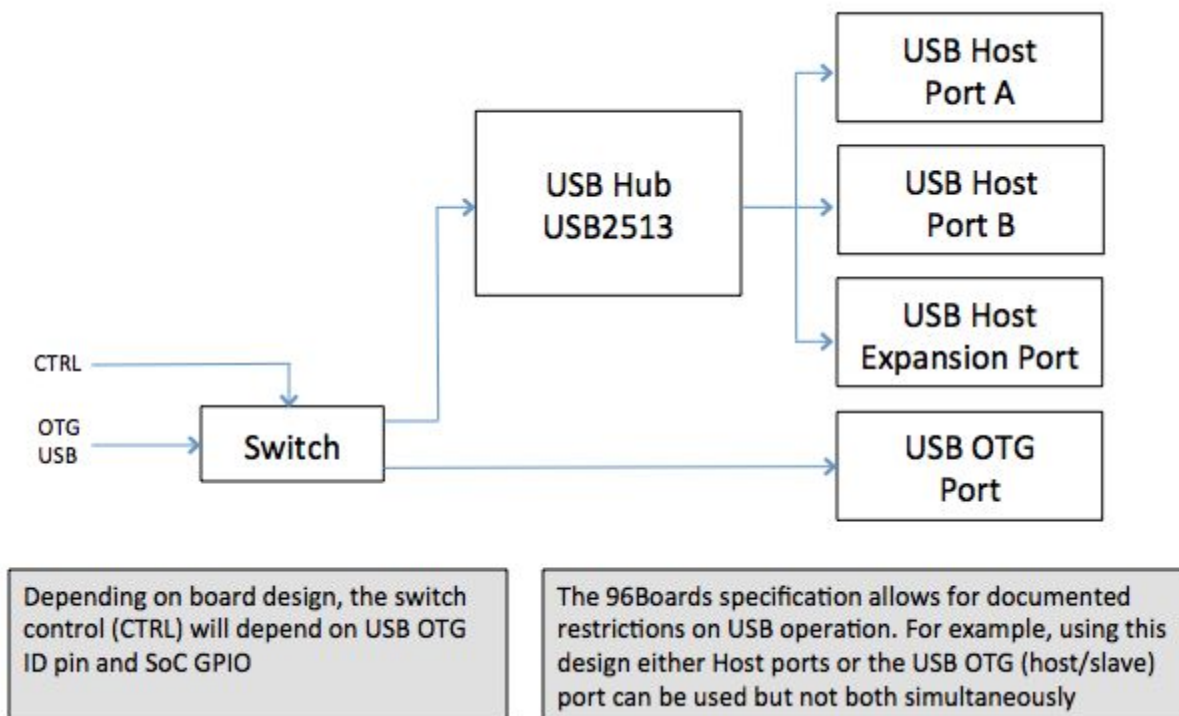 USB Host
Port A
USB Hub
USB2513
USB Host
Port B
USB Host
Expansion Port
CTRL
OTG
USB
Switch
USB OTG
Port
Depending on board design, the switch
control (CTRL) will depend on USB OTG
ID pin and SoC GPIO
The 96Boards specification allows for documented
restrictions on USB operation. For example, using this
design either Host ports or the USB OTG (host/slave)
port can be used but not both simultaneously